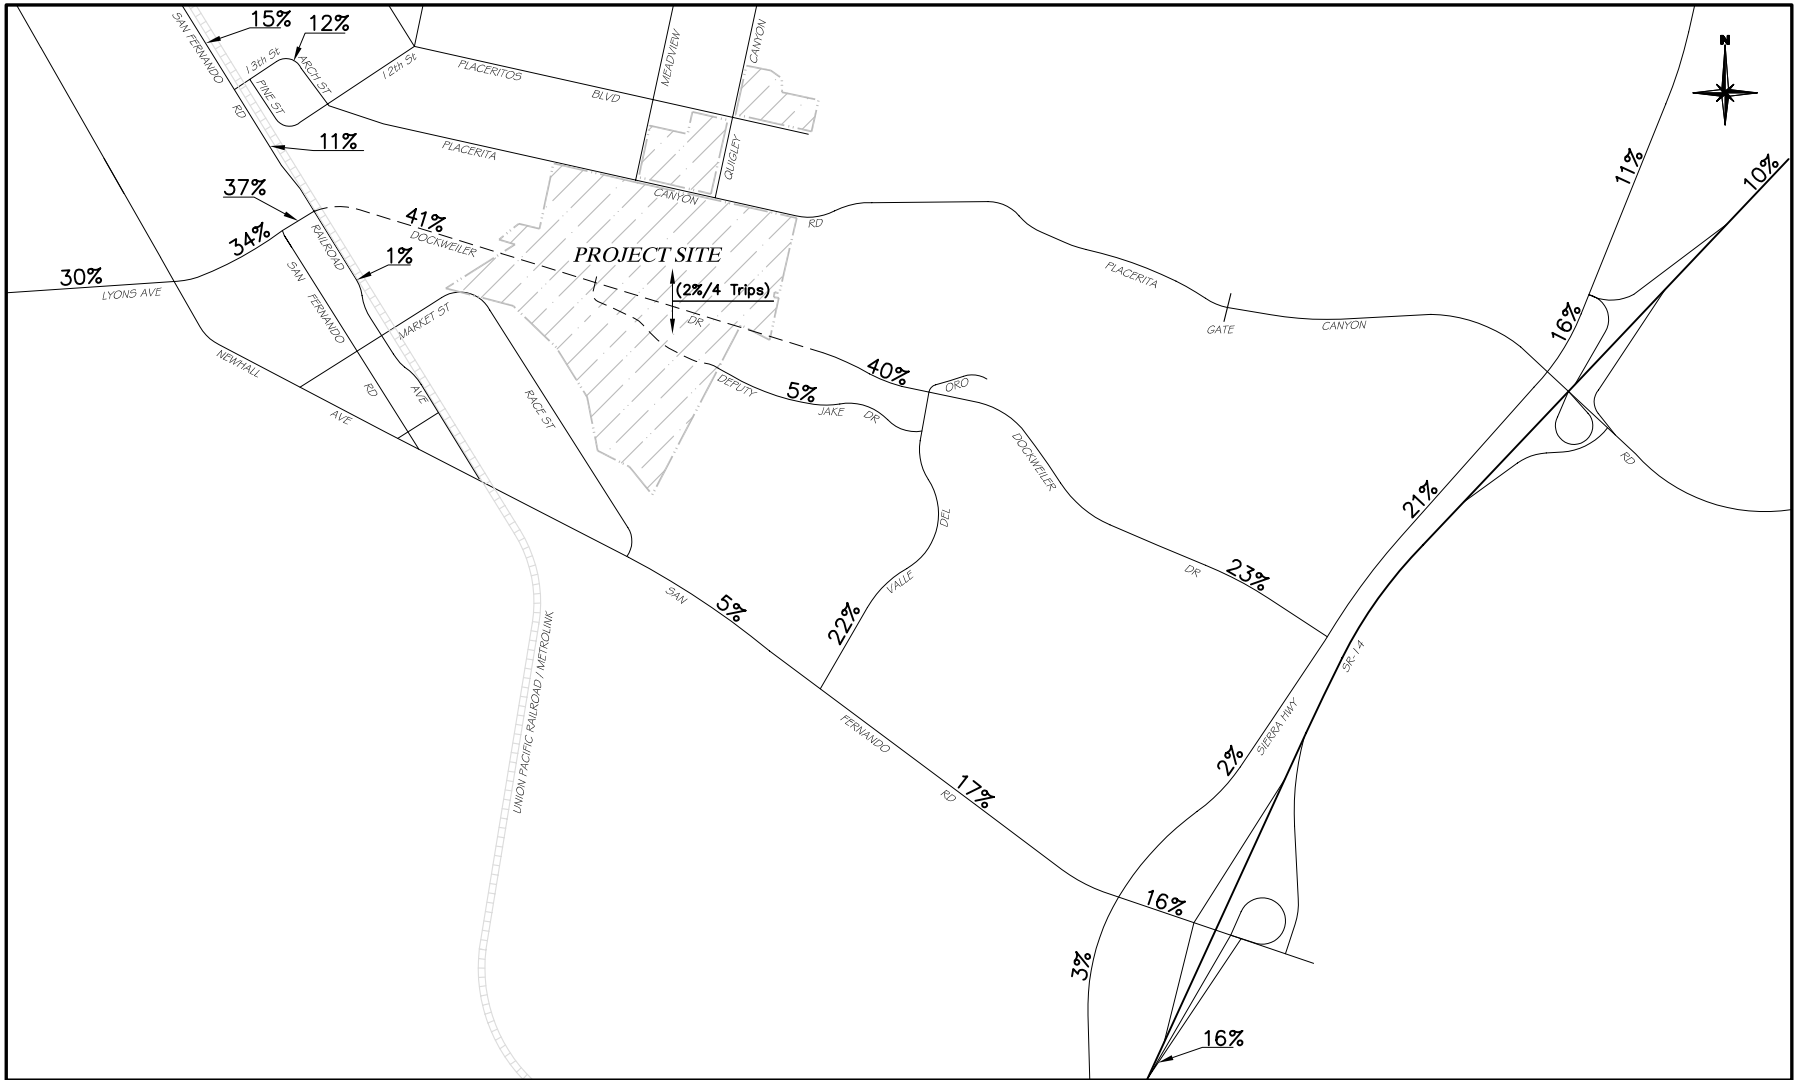 15%
12%
SAN FERNANDO
RD
13th St
ARCH ST
PINE ST
12th St
PLACERITOS
BLVD
MEADVIEW
CANYON
N
11%
PLACERITA
QUIGLEY
11%
10%
37%
CANYON
RD
34%
RAILROAD
41%
DOCKWEILER
1%
PROJECT SITE
(2%/4 Trips)
DR
30%
LYONS AVE
SAN
FERNANDO
RD
MARKET ST
PLACERITA
GATE
CANYON
16%
RD
NEWHALL
AVE
AVE
RACE ST
DEPUTY
5%
JAKE
DR
40%
ORO
DOCKWEILER
DR
23%
21%
DEL
VALLE
22%
SAN
5%
FERNANDO
RD
17%
UNION PACIFIC RAILROAD / METROLINK
SR-14
SIERRA HWY
2%
16%
3%
16%